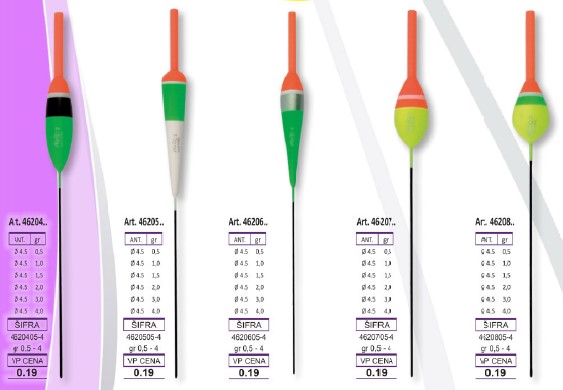 Art. 46204..
ANT. gr
Ø 4.5 0,5
Ø 4.5 1,0
Ø 4.5 1,5
Ø 4.5 2,0
Ø 4.5 3,0
Ø 4.5 4,0
ŠIFRA
4620405-4
gr 0,5 - 4
VP CENA
0.19
Art. 46205..
ANT. gr
Ø 4.5 0,5
Ø 4.5 1,0
Ø 4.5 1,5
Ø 4.5 2,0
Ø 4.5 3,0
Ø 4.5 4,0
ŠIFRA
4620505-4
gr 0,5 - 4
VP CENA
0.19
Art. 46206..
ANT. gr
Ø 4.5 0,5
Ø 4.5 1,0
Ø 4.5 1,5
Ø 4.5 2,0
Ø 4.5 3,0
Ø 4.5 4,0
ŠIFRA
4620605-4
gr 0,5 - 4
VP CENA
0.19
Art. 46207..
ANT. gr
Ø 4.5 0,5
Ø 4.5 1,0
Ø 4.5 1,5
Ø 4.5 2,0
Ø 4.5 3,0
Ø 4.5 4,0
ŠIFRA
4620705-4
gr 0,5 - 4
VP CENA
0.19
Art. 46208..
ANT. gr
Ø 4.5 0,5
Ø 4.5 1,0
Ø 4.5 1,5
Ø 4.5 2,0
Ø 4.5 3,0
Ø 4.5 4,0
ŠIFRA
4620805-4
gr 0,5 - 4
VP CENA
0.19